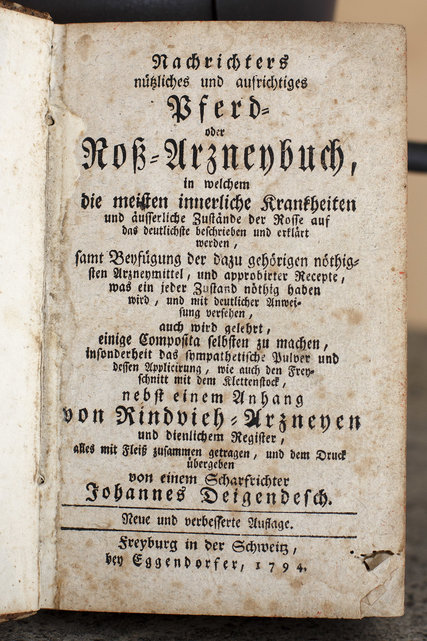 Nachrichters
nützliches und aufrichtiges
Pferd-
oder
Roß-Arzneybuch,
in welchem
die meisten innerliche Krankheiten
und äusserliche Zustände der Rosse auf
das deutlichste beschrieben und erklärt
werden,
samt Beyfügung der dazu gehörigen nöthig-
sten Arzneymittel, und approbirter Recepte,
was ein jeder Zustand nöthig haben
wird, und mit deutlicher Anwei-
sung versehen,
auch wird gelehrt,
einige Composita selbsten zu machen,
insonderheit das sympathetische Pulver und
dessen Applicirung, wie auch den Frey-
schnitt mit dem Klettenstock,
nebst einem Anhang
von Rindvieh-Arzneyen
und dienlichem Register,
alles mit Fleiß zusammen getragen, und dem Druck
übergeben
von einem Scharfrichter
Johannes Deigendesch.
Neue und verbesserte Auflage.
Freyburg in der Schweitz,
bey Eggendorfer, 1794.